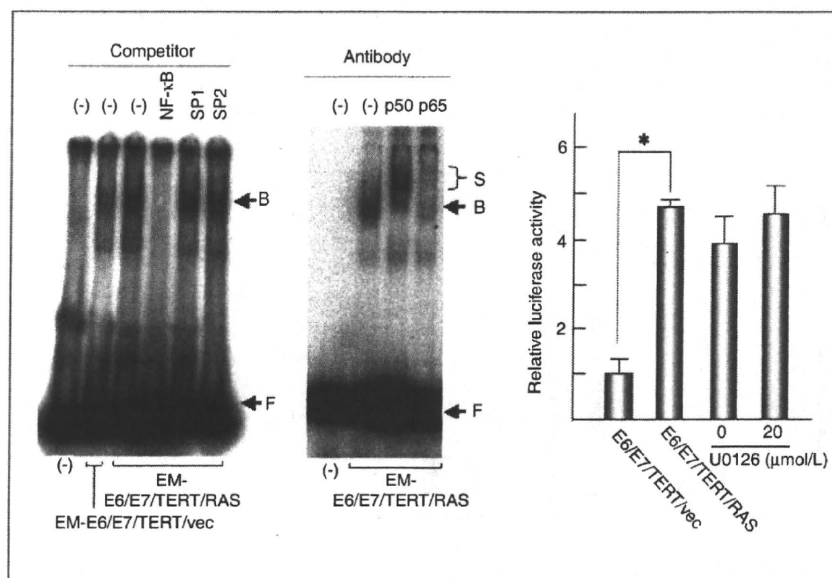 Competitor
(-) (-) (-) NF-κB SP1 SP2
B
F
(-)
EM-
E6/E7/TERT/RAS
EM-E6/E7/TERT/vec
Antibody
(-) (-) p50 p65
S
B
F
(-)
EM-
E6/E7/TERT/RAS
Relative luciferase activity
6
4
2
*
0 20
U0126 (μmol/L)
E6/E7/TERT/vec
E6/E7/TERT/RAS